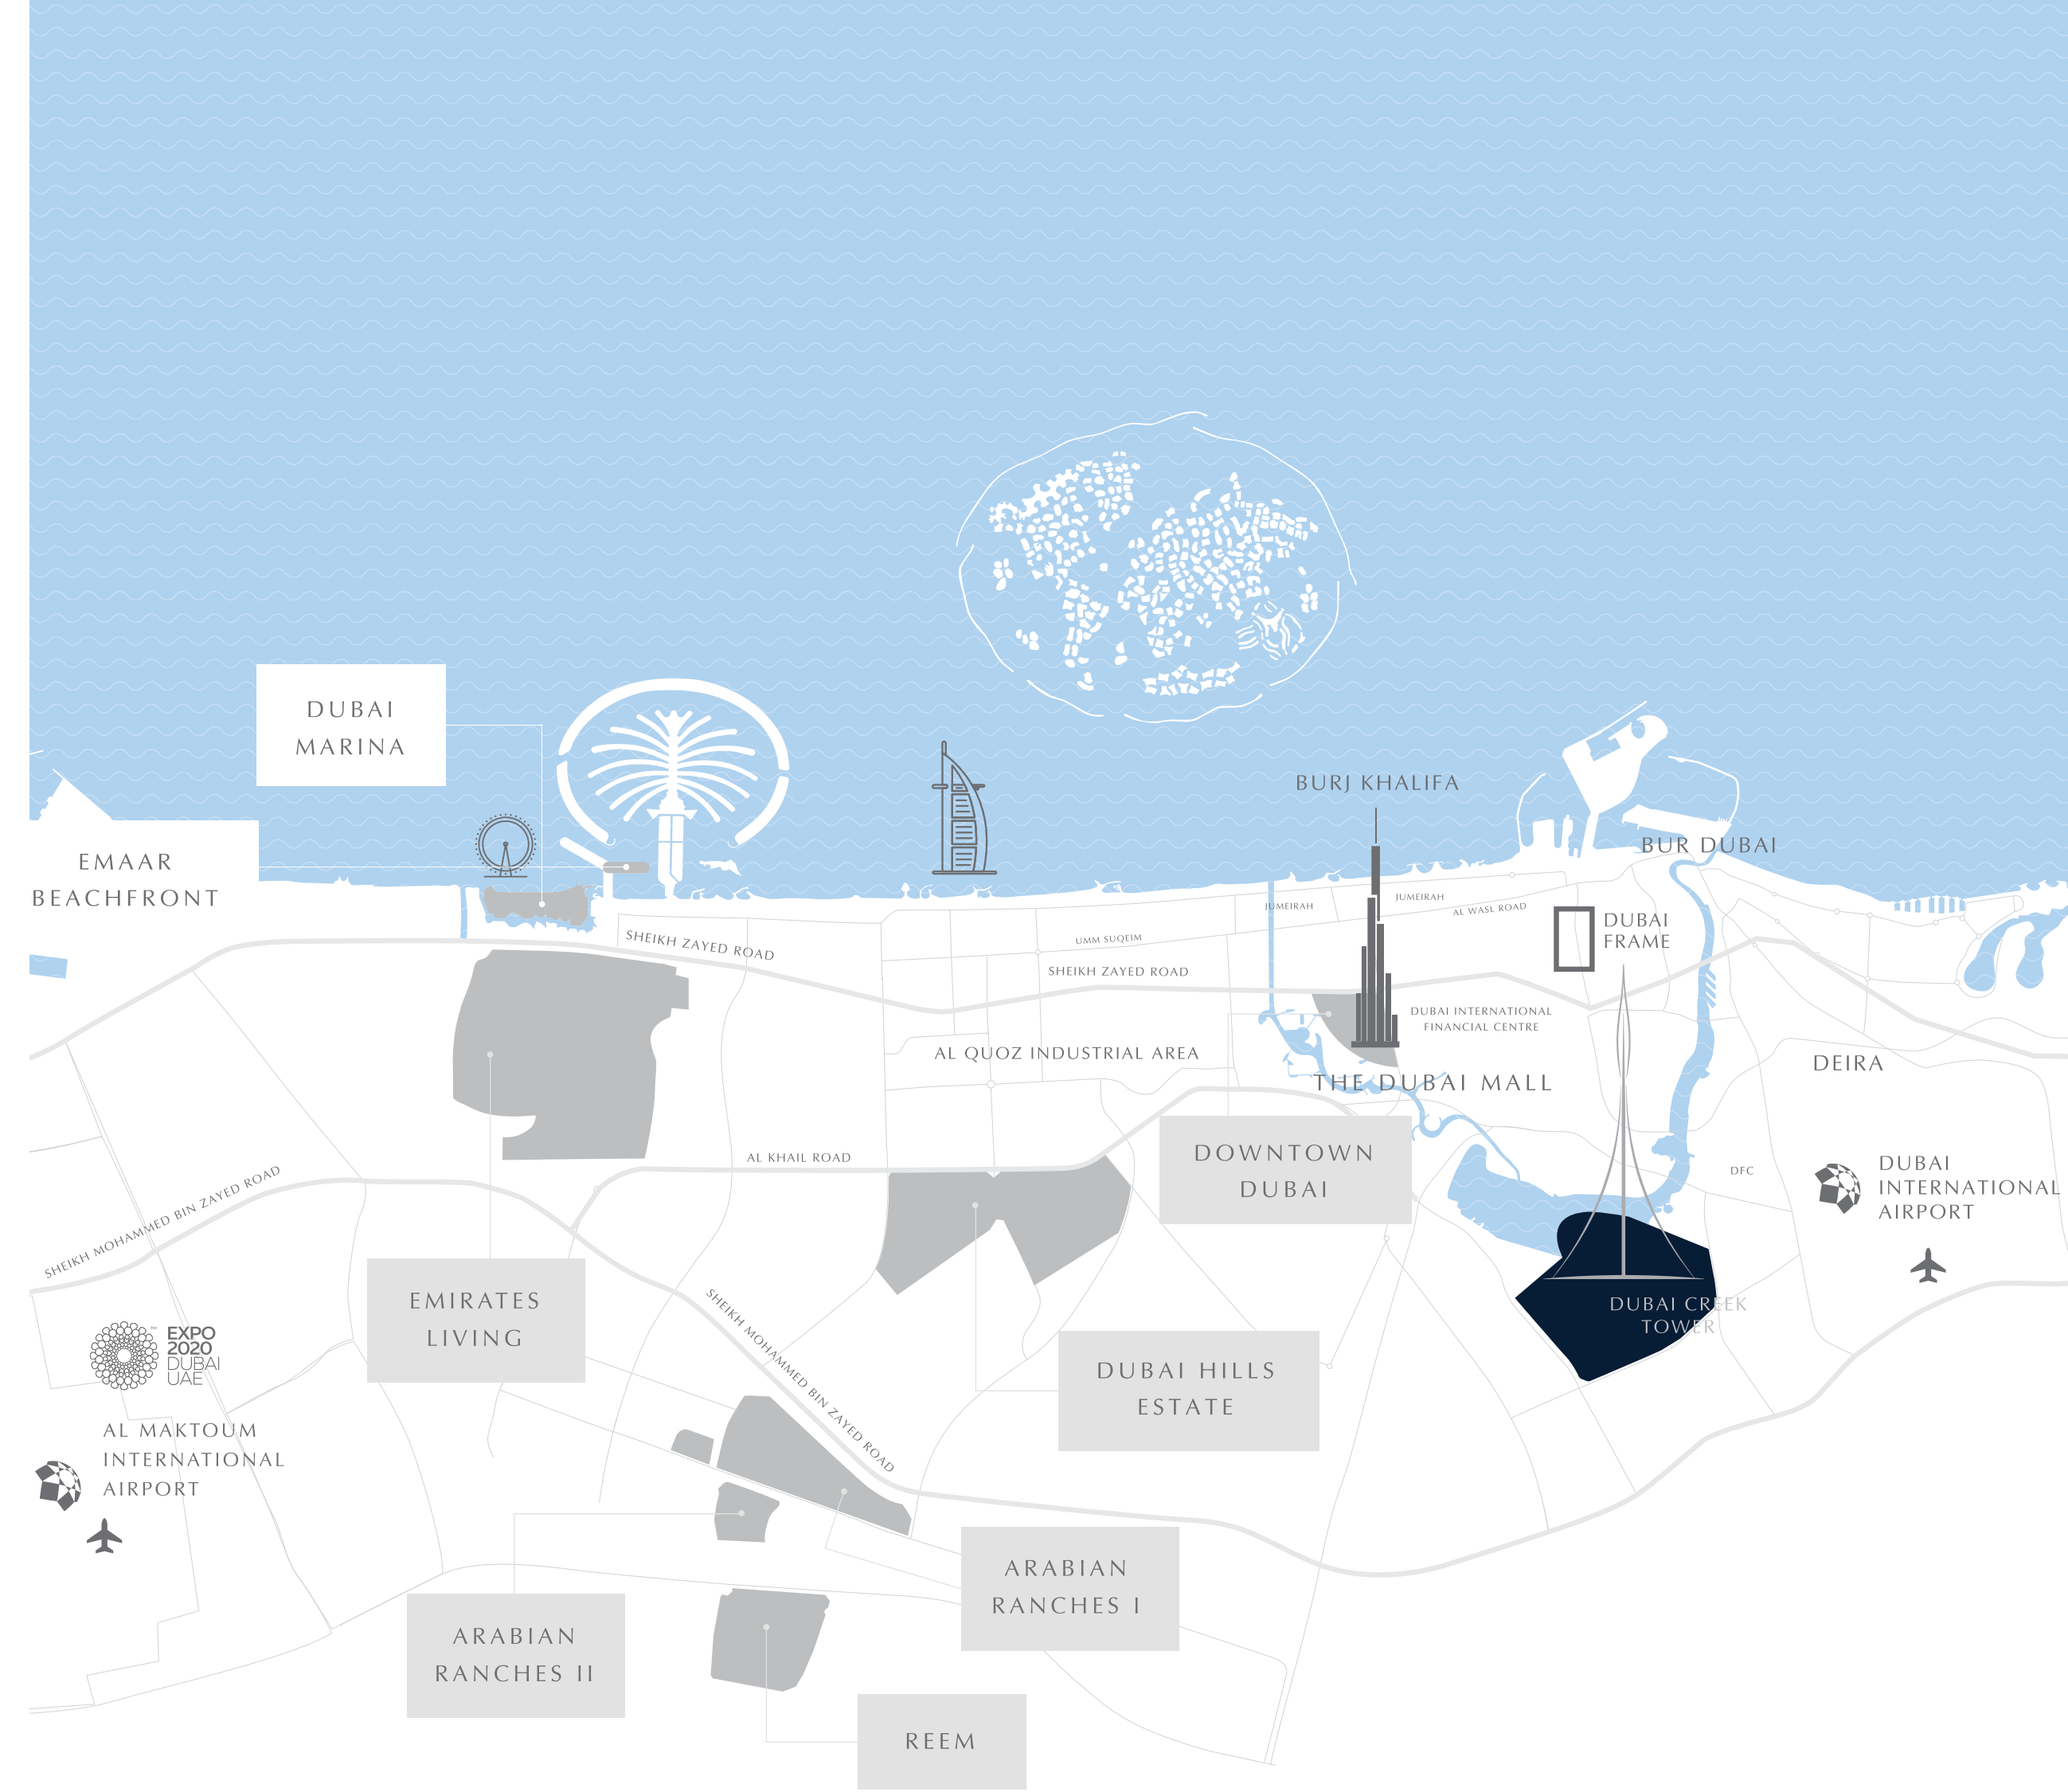 DUBAI
MARINA
BURJ KHALIFA
BUR DUBAI
EMAAR
BEACHFRONT
JUMEIRAH
JUMEIRAH
AL WASL ROAD
DUBAI
FRAME
SHEIKH ZAYED ROAD
UMM SUQEIM
SHEIKH ZAYED ROAD
DUBAI INTERNATIONAL
FINANCIAL CENTRE
AL QUOZ INDUSTRIAL AREA
THE DUBAI MALL
DEIRA
DOWNTOWN
DUBAI
AL KHAIL ROAD
DFC
DUBAI
INTERNATIONAL
AIRPORT
SHEIKH MOHAMMED BIN ZAYED ROAD
EMIRATES
LIVING
SHEIKH MOHAMMED BIN ZAYED ROAD
DUBAI CREEK
TOWER
EXPO
2020
DUBAI
UAE
TM
DUBAI HILLS
ESTATE
AL MAKTOUM
INTERNATIONAL
AIRPORT
ARABIAN
RANCHES I
ARABIAN
RANCHES II
REEM